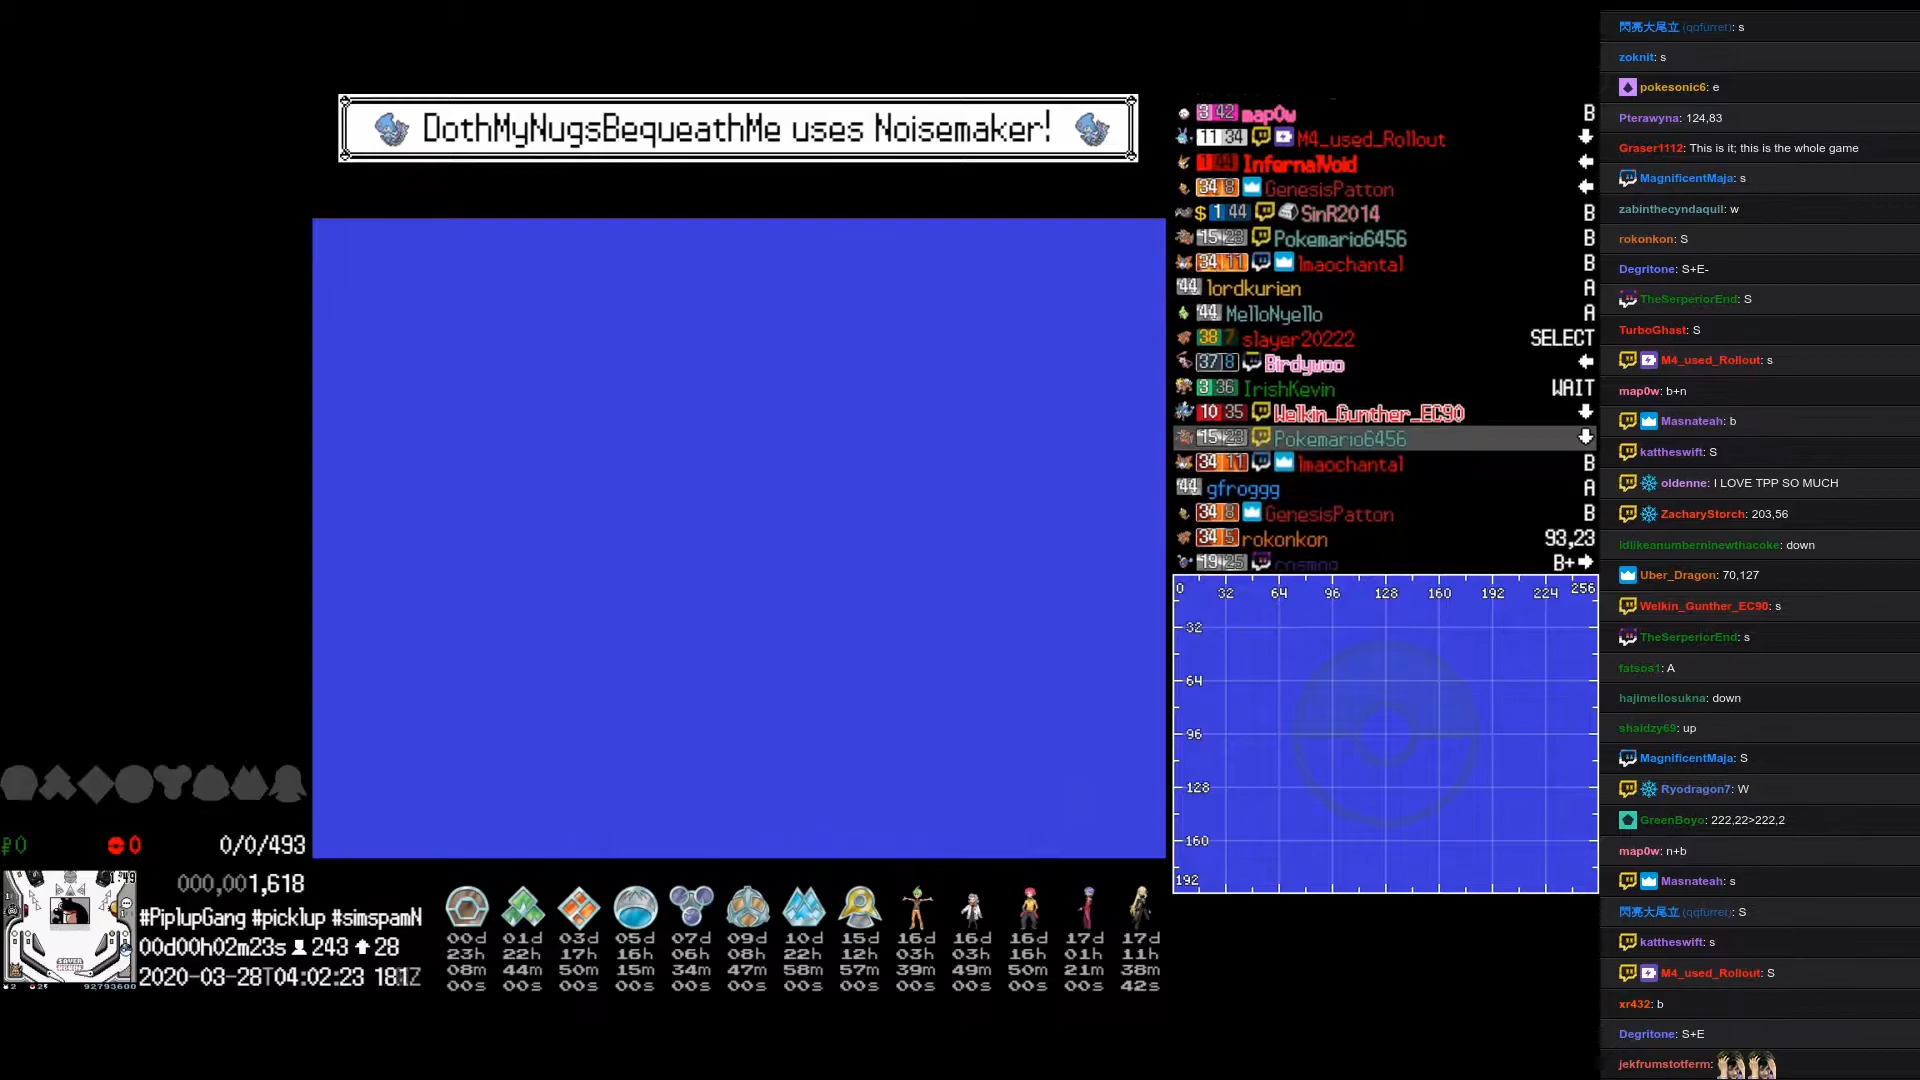 DothMyNugsBequeathMe uses Noisemaker!
3 42 map0w B
11 34 M4_used_Rollout
InfernalVoid
34 8 GenesisPatton
$ 1 44 SinR2014 B
15 23 Pokemario6456 B
34 11 lmaochantal B
44 lordkurien A
44 MelloNyello A
38 7 slayer20222 SELECT
37 8 Birdywoo
3 36 IrishKevin WAIT
10 35 Welkin_Gunther_EC90
15 23 Pokemario6456
34 11 lmaochantal B
44 gfroggg A
34 8 GenesisPatton B
34 5 rokonkon 93,23
19 25 cosmog B+
0 32 64 96 128 160 192 224 256
32
64
96
128
160
192
₽0 0 0/0/493
000,001,618
#PiplupGang #picklup #simspamN
00d00h02m23s 243 28
2020-03-28T04:02:23
00d 01d 03d 05d 07d 09d 10d 15d 16d 16d 16d 17d 17d
23h 22h 17h 16h 06h 08h 22h 12h 03h 03h 16h 01h 11h
08m 44m 50m 15m 34m 47m 58m 57m 39m 49m 50m 21m 38m
00s 00s 00s 00s 00s 00s 00s 00s 00s 00s 00s 00s 42s
閃亮大尾立 (qqfurret): s
zoknit: s
pokesonic6: e
Pterawyna: 124,83
Graser1112: This is it; this is the whole game
MagnificentMaja: s
zabinthecyndaquil: w
rokonkon: S
Degritone: S+E-
TheSerperiorEnd: S
TurboGhast: S
M4_used_Rollout: s
map0w: b+n
Masnateah: b
kattheswift: S
oldenne: I LOVE TPP SO MUCH
ZacharyStorch: 203,56
idlikeanumberninewthacoke: down
Uber_Dragon: 70,127
Welkin_Gunther_EC90: s
TheSerperiorEnd: s
fatsos1: A
hajimeilosukna: down
shaidzy69: up
MagnificentMaja: S
Ryodragon7: W
GreenBoyo: 222,22>222,2
map0w: n+b
Masnateah: s
閃亮大尾立 (qqfurret): S
kattheswift: s
M4_used_Rollout: S
xr432: b
Degritone: S+E
jekfrumstotferm: